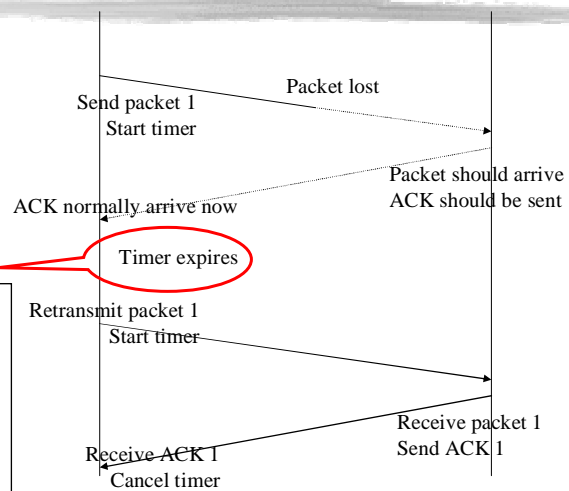 Packet lost
Send packet 1
Start timer
Packet should arrive
ACK should be sent
ACK normally arrive now
Timer expires
Retransmit packet 1
Start timer
Receive packet 1
Send ACK 1
Receive ACK 1
Cancel timer